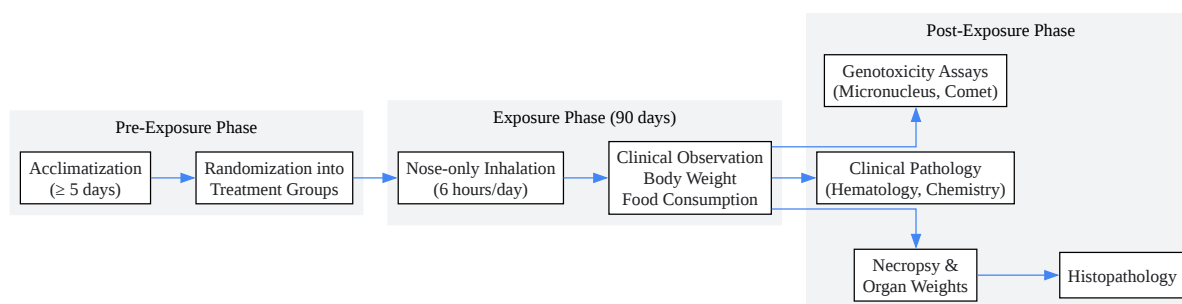 Pre-Exposure Phase
Acclimatization
(≥ 5 days)
Randomization into
Treatment Groups
Exposure Phase (90 days)
Nose-only Inhalation
(6 hours/day)
Clinical Observation
Body Weight
Food Consumption
Post-Exposure Phase
Genotoxicity Assays
(Micronucleus, Comet)
Clinical Pathology
(Hematology, Chemistry)
Necropsy &
Organ Weights
Histopathology